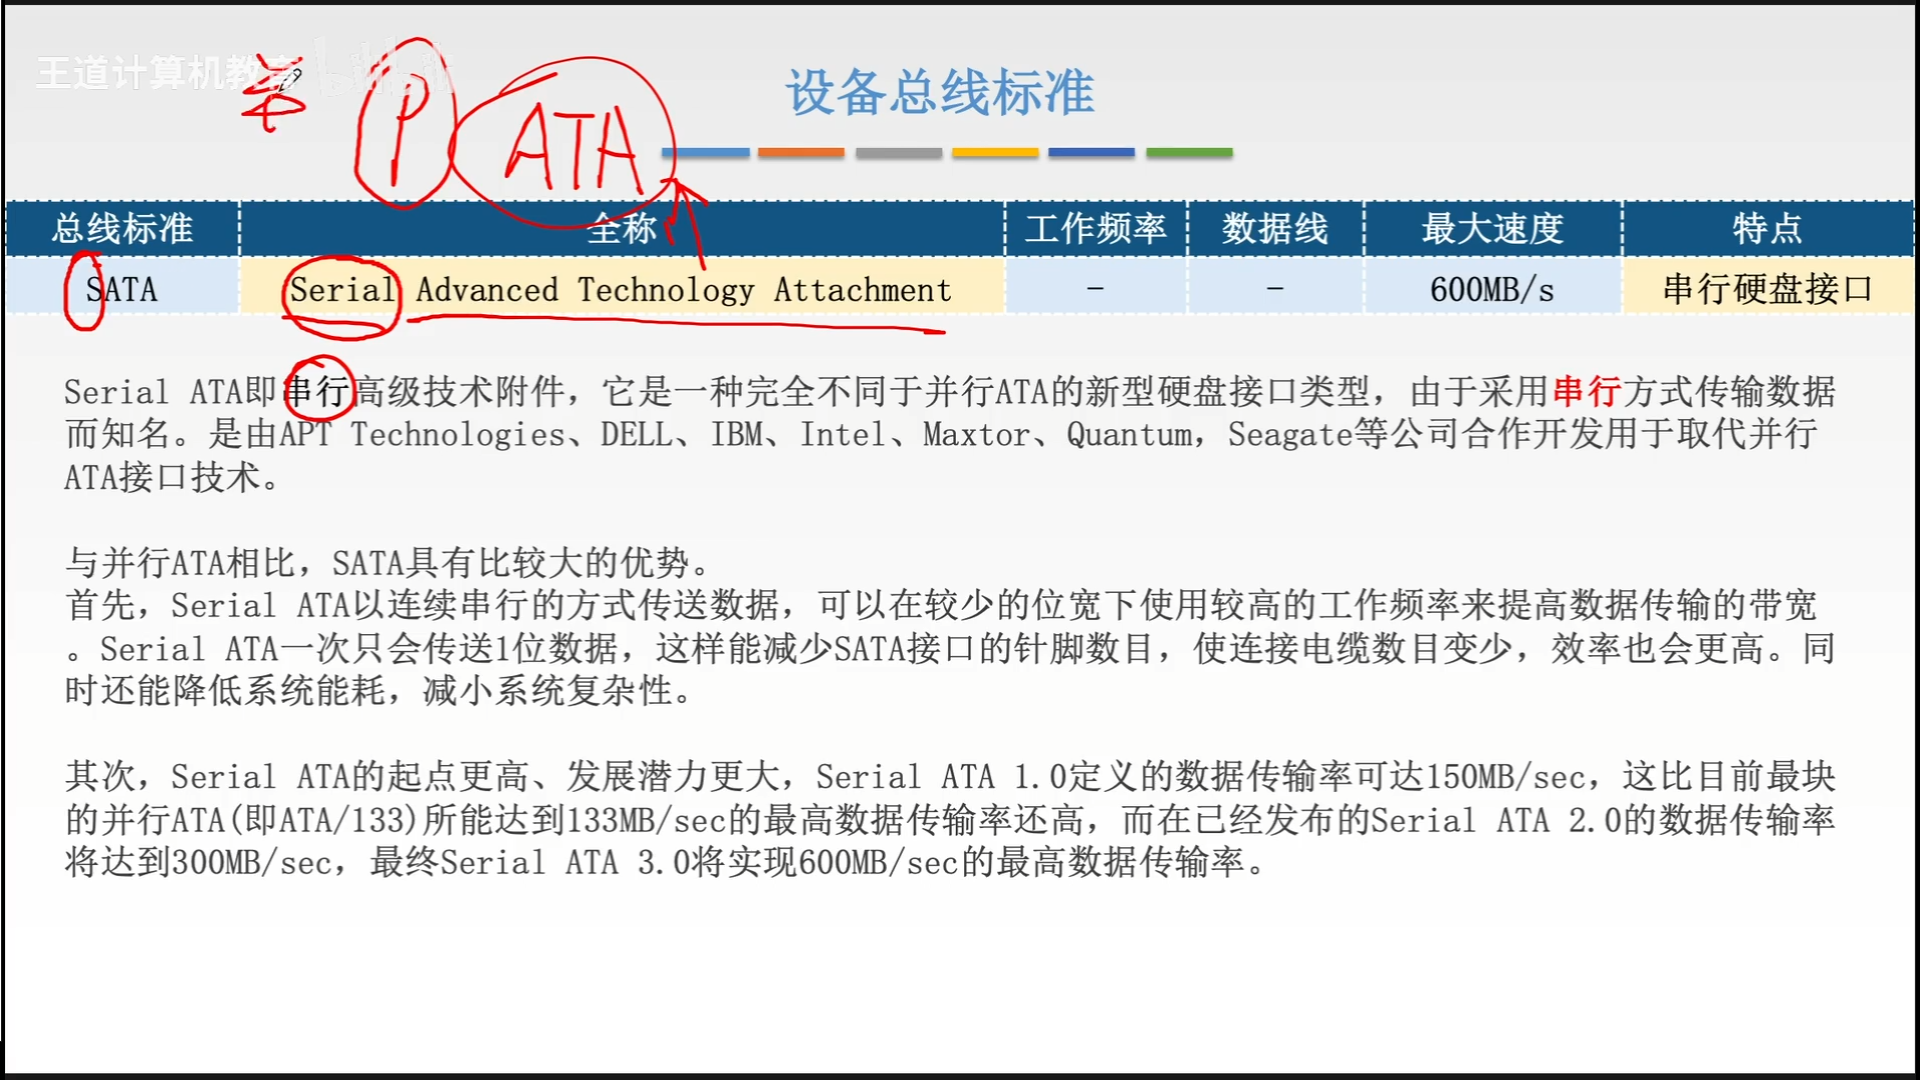 王道计算机教育 bilibili
P ATA
设备总线标准
总线标准 全称 工作频率 数据线 最大速度 特点
SATA Serial Advanced Technology Attachment - - 600MB/s 串行硬盘接口
Serial ATA即串行高级技术附件，它是一种完全不同于并行ATA的新型硬盘接口类型，由于采用串行方式传输数据
而知名。是由APT Technologies、DELL、IBM、Intel、Maxtor、Quantum，Seagate等公司合作开发用于取代并行
ATA接口技术。
与并行ATA相比，SATA具有比较大的优势。
首先，Serial ATA以连续串行的方式传送数据，可以在较少的位宽下使用较高的工作频率来提高数据传输的带宽
。Serial ATA一次只会传送1位数据，这样能减少SATA接口的针脚数目，使连接电缆数目变少，效率也会更高。同
时还能降低系统能耗，减小系统复杂性。
其次，Serial ATA的起点更高、发展潜力更大，Serial ATA 1.0定义的数据传输率可达150MB/sec，这比目前最块
的并行ATA(即ATA/133)所能达到133MB/sec的最高数据传输率还高，而在已经发布的Serial ATA 2.0的数据传输率
将达到300MB/sec，最终Serial ATA 3.0将实现600MB/sec的最高数据传输率。